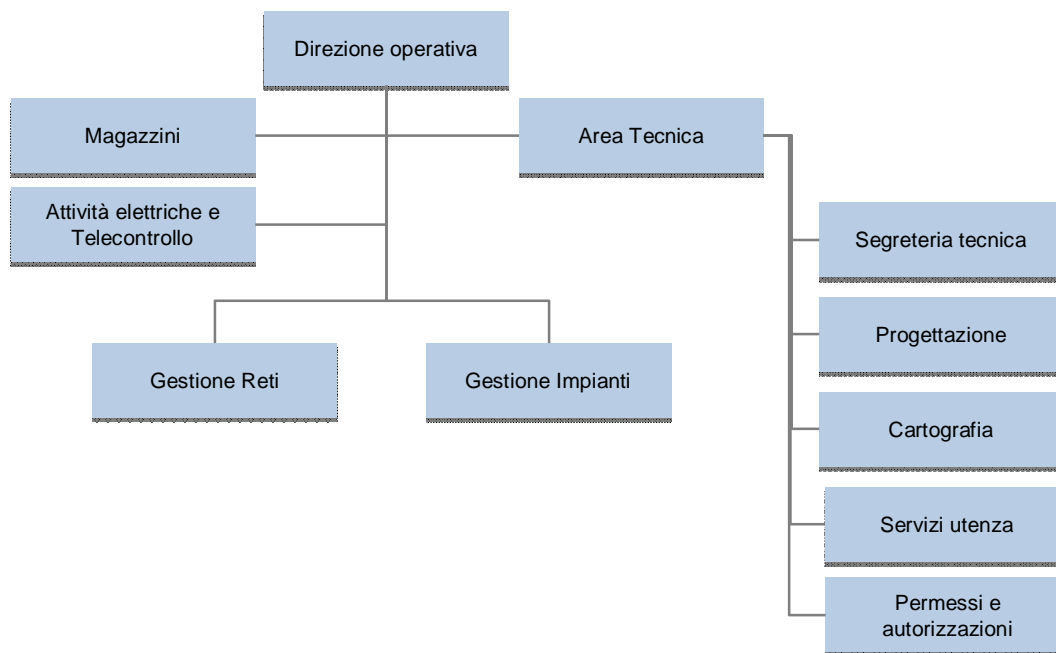 Direzione operativa
Magazzini
Area Tecnica
Attività elettriche e
Telecontrollo
Segreteria tecnica
Progettazione
Gestione Reti
Gestione Impianti
Cartografia
Servizi utenza
Permessi e
autorizzazioni